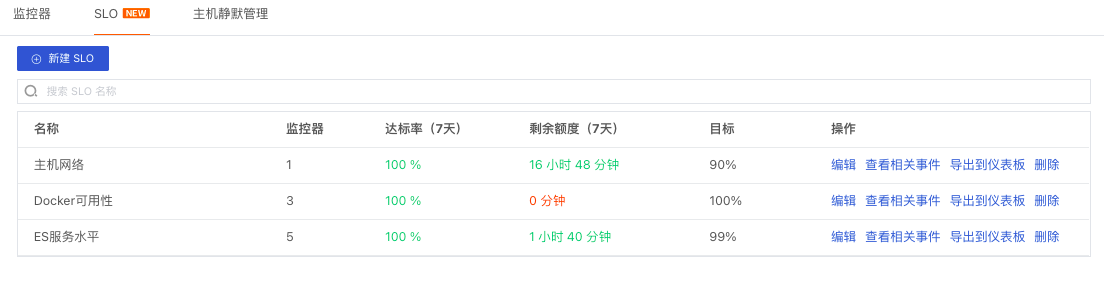 监控器 SLO NEW 主机静默管理
新建 SLO
搜索 SLO 名称
名称 监控器 达标率（7天） 剩余额度（7天） 目标 操作
主机网络 1 100 % 16 小时 48 分钟 90% 编辑 查看相关事件 导出到仪表板 删除
Docker可用性 3 100 % 0 分钟 100% 编辑 查看相关事件 导出到仪表板 删除
ES服务水平 5 100 % 1 小时 40 分钟 99% 编辑 查看相关事件 导出到仪表板 删除